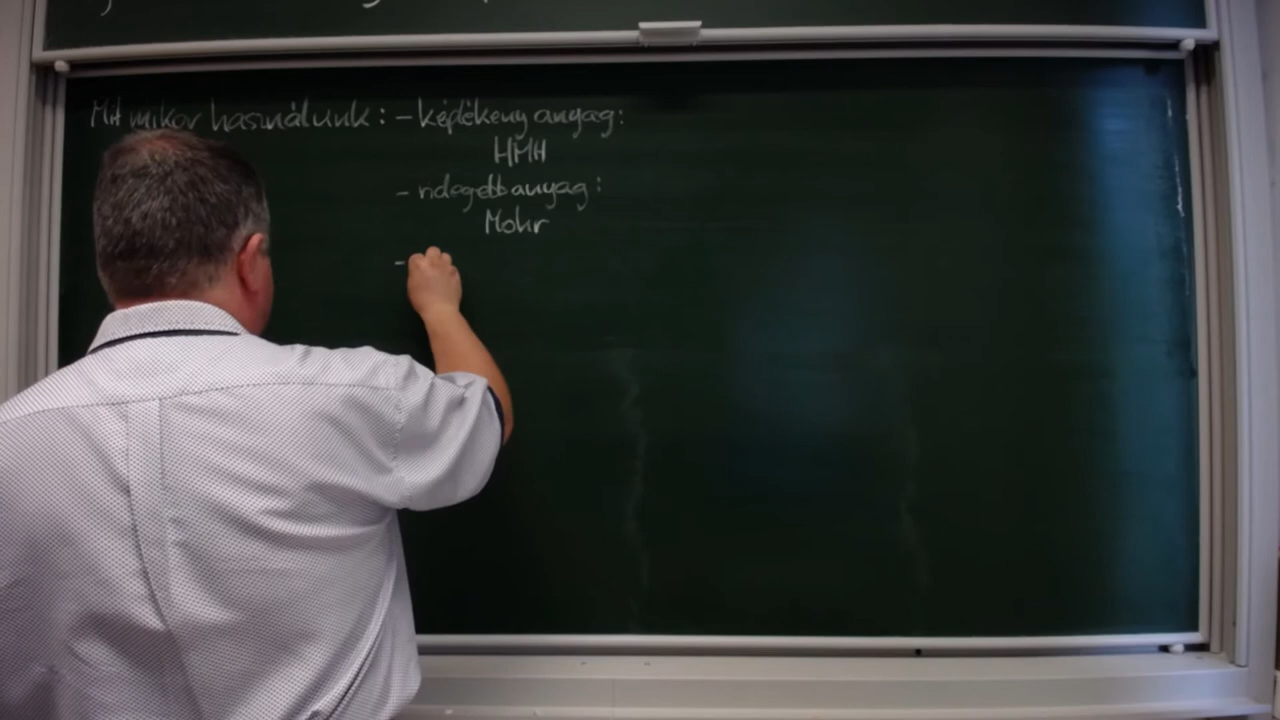 Mit mikor használunk: - képlékeny anyag:
HMH
- ridegebb anyag:
Mohr
-